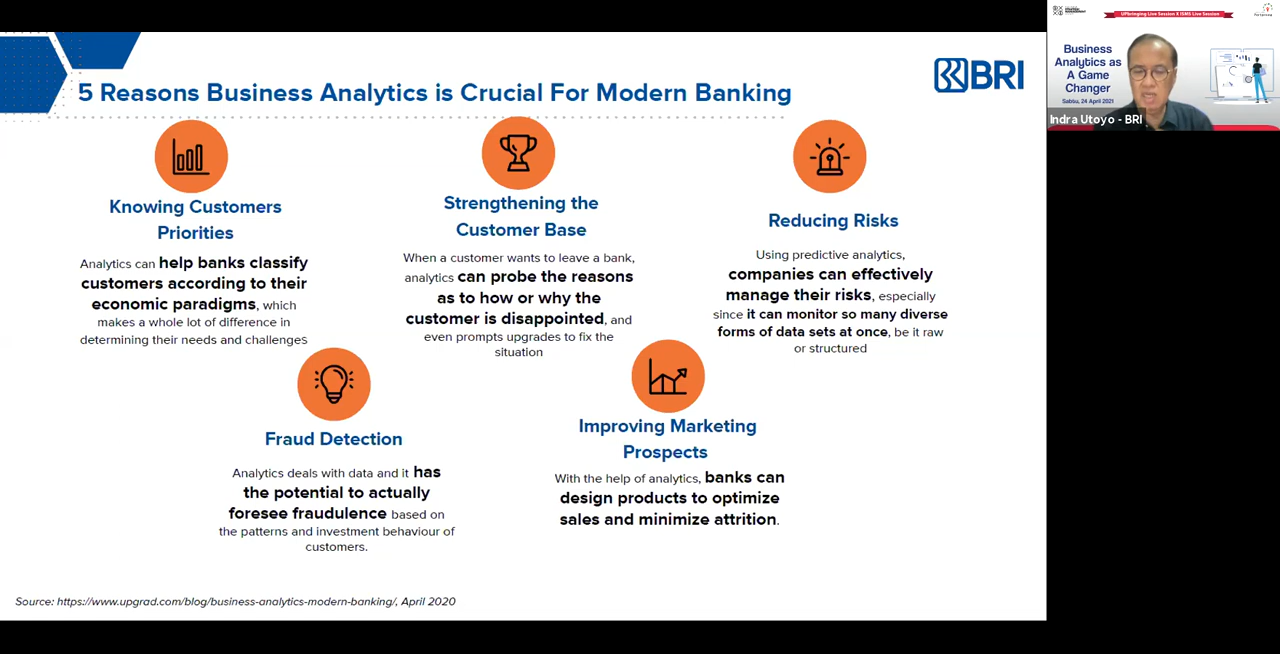 5 Reasons Business Analytics is Crucial For Modern Banking
BRI
Knowing Customers
Priorities
Analytics can help banks classify
customers according to their
economic paradigms, which
makes a whole lot of difference in
determining their needs and challenges
Strengthening the
Customer Base
When a customer wants to leave a bank,
analytics can probe the reasons
as to how or why the
customer is disappointed, and
even prompts upgrades to fix the
situation
Reducing Risks
Using predictive analytics,
companies can effectively
manage their risks, especially
since it can monitor so many diverse
forms of data sets at once, be it raw
or structured
Fraud Detection
Analytics deals with data and it has
the potential to actually
foresee fraudulence based on
the patterns and investment behaviour of
customers.
Improving Marketing
Prospects
With the help of analytics, banks can
design products to optimize
sales and minimize attrition.
Source: https://www.upgrad.com/blog/business-analytics-modern-banking/, April 2020
UPbringing Live Session X ISMS Live Session
Business
Analytics as
A Game
Changer
Sabtu, 24 April 2021
Indra Utoyo - BRI